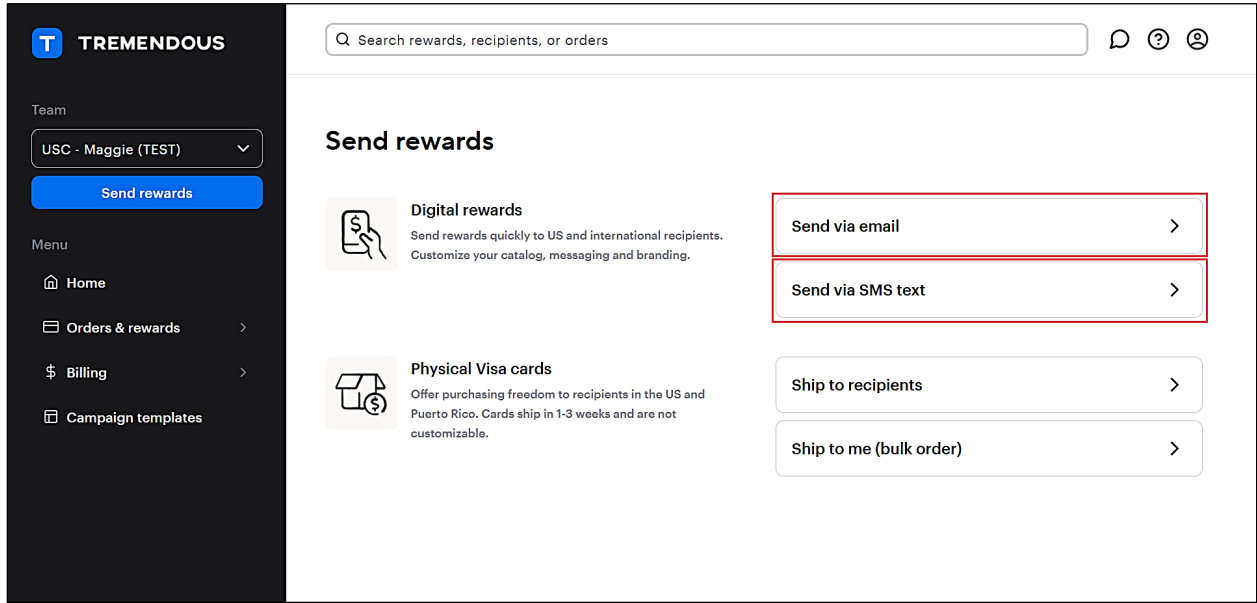 T TREMENDOUS
Team
USC - Maggie (TEST)
Send rewards
Menu
Home
Orders & rewards
$ Billing
Campaign templates
Search rewards, recipients, or orders
?
Send rewards
$
Digital rewards
Send rewards quickly to US and international recipients.
Customize your catalog, messaging and branding.
Send via email
Send via SMS text
$
Physical Visa cards
Offer purchasing freedom to recipients in the US and
Puerto Rico. Cards ship in 1-3 weeks and are not
customizable.
Ship to recipients
Ship to me (bulk order)